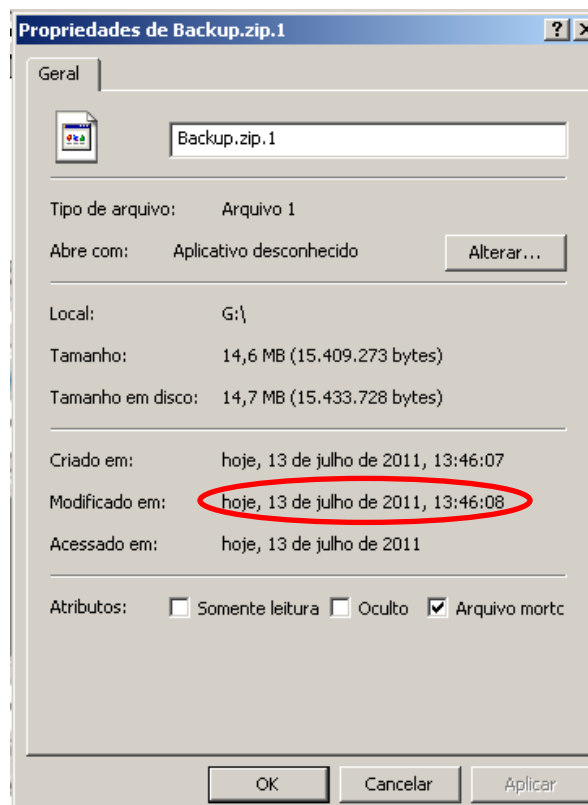 Propriedades de Backup.zip.1
Geral
Backup.zip.1
Tipo de arquivo: Arquivo 1
Abre com: Aplicativo desconhecido Alterar...
Local: G:\
Tamanho: 14,6 MB (15.409.273 bytes)
Tamanho em disco: 14,7 MB (15.433.728 bytes)
Criado em: hoje, 13 de julho de 2011, 13:46:07
Modificado em: hoje, 13 de julho de 2011, 13:46:08
Acessado em: hoje, 13 de julho de 2011
Atributos: Somente leitura Oculto Arquivo mortc
OK Cancelar Aplicar